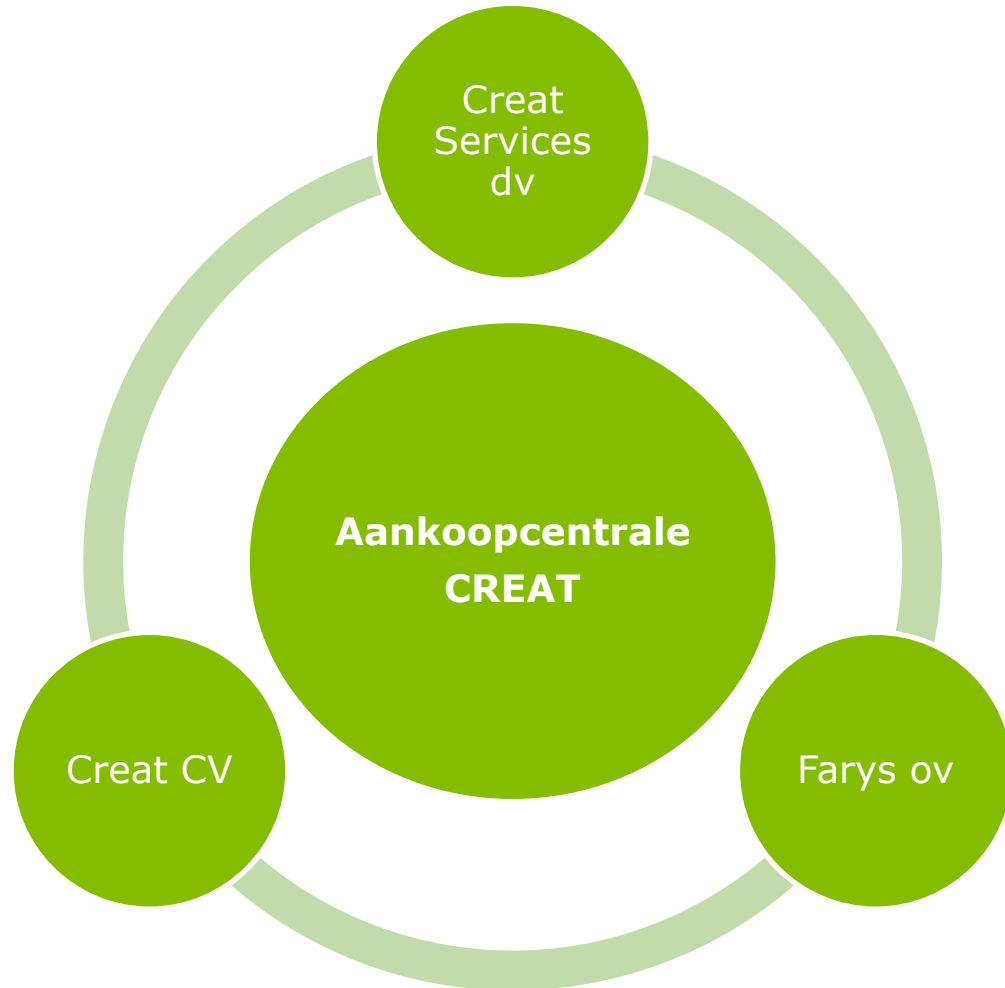 Creat
Services
dv
Aankoopcentrale
CREAT
Creat CV
Farys ov